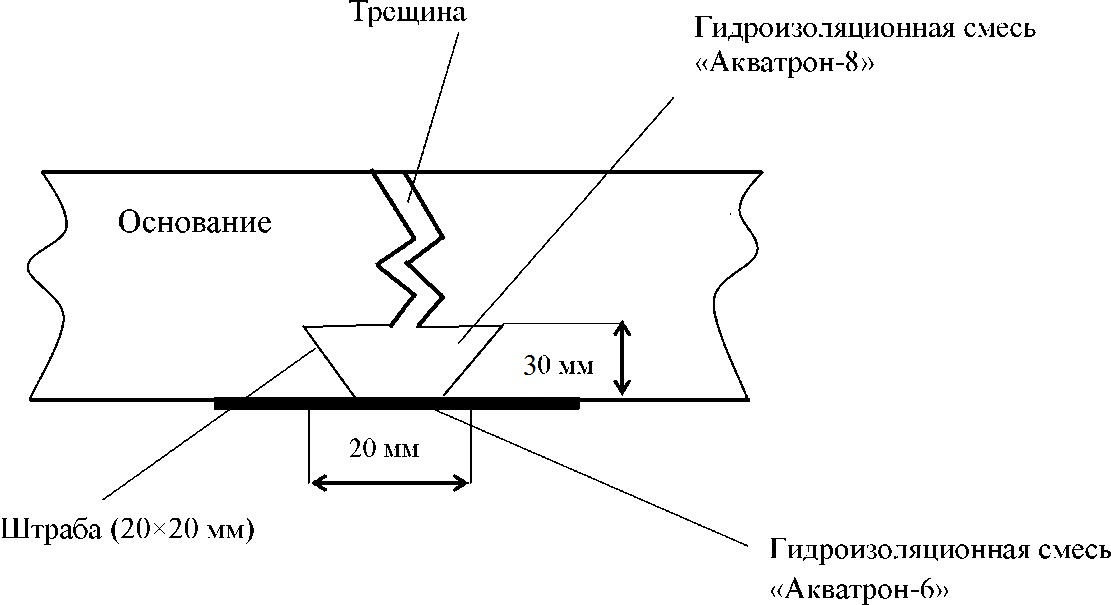 Трещина
Гидроизоляционная смесь
«Акватрон-8»
Основание
30 мм
20 мм
Штраба (20×20 мм)
Гидроизоляционная смесь
«Акватрон-6»